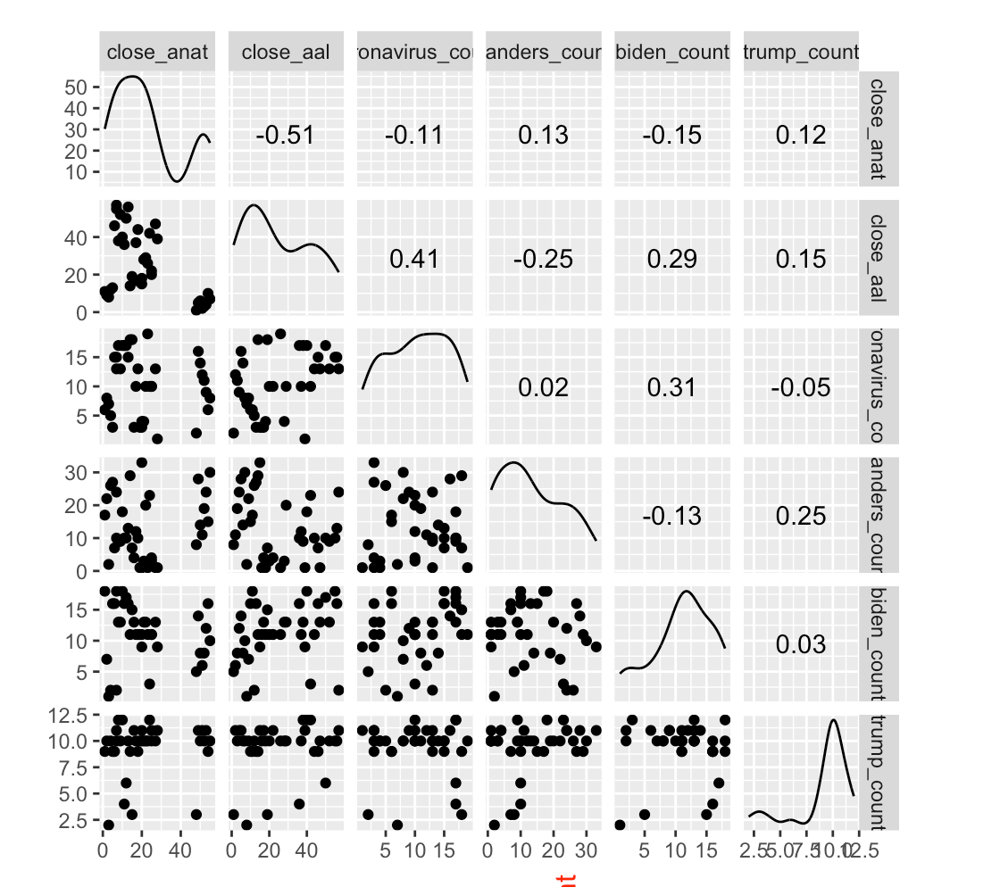 close_anat close_aal ronavirus_cou anders_cour biden_count trump_count
50
40
30
20
10
-0.51 -0.11 0.13 -0.15 0.12
close_anat
40
20
0
0.41 -0.25 0.29 0.15
close_aal
15
10
5
0.02 0.31 -0.05
onavirus_co
30
20
10
0
-0.13 0.25
anders_cour
15
10
5
0.03
biden_count
12.5
10.0
7.5
5.0
2.5
trump_count
0 20 40 0 20 40 5 10 15 0 10 20 30 5 10 15 2.5 5.0 7.5 10.0 12.5